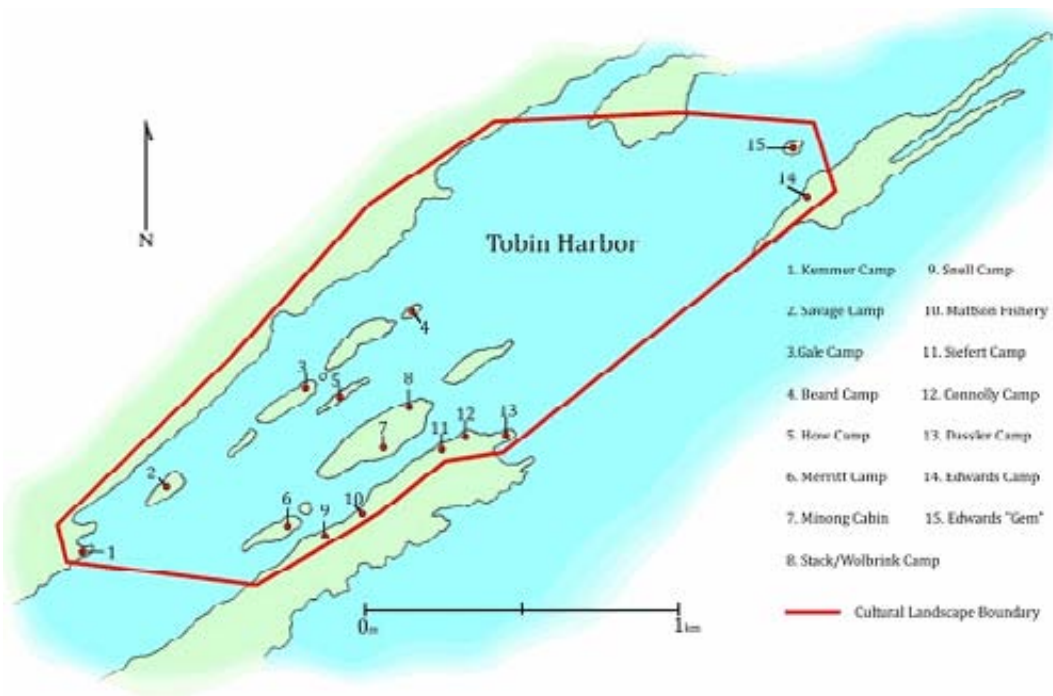 15
14
N
Tobin Harbor
4
3
5
8
7
11
12
13
2
6
9
10
1
0m
1km
1. Kemmer Camp
2. Savage Camp
3.Gale Camp
4. Beard Camp
5. How Camp
6. Merritt Camp
7. Minong Cabin
8. Stack/Wolbrink Camp
9. Snell Camp
10. Mattson Fishery
11. Siefert Camp
12. Connolly Camp
13. Dassler Camp
14. Edwards Camp
15. Edwards "Gem"
Cultural Landscape Boundary